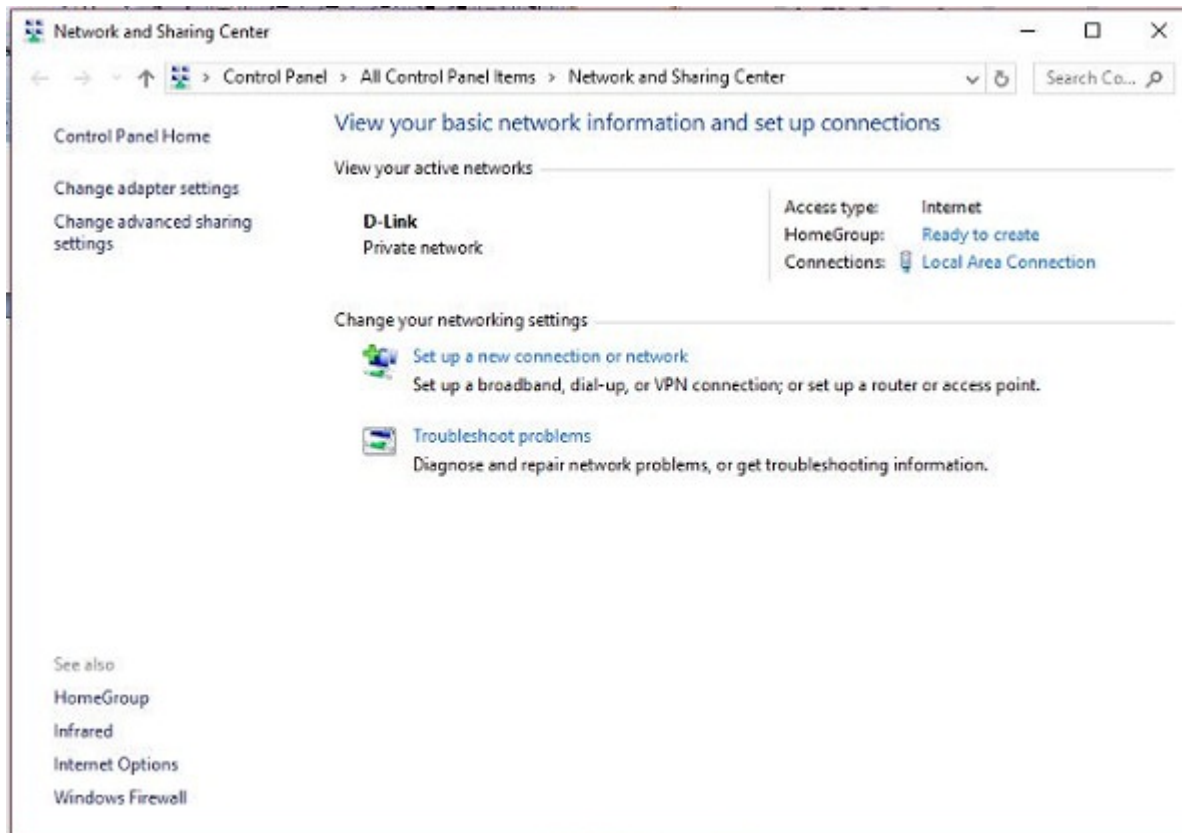 Network and Sharing Center
Control Panel > All Control Panel Items > Network and Sharing Center
Search Co...
Control Panel Home
Change adapter settings
Change advanced sharing
settings
View your basic network information and set up connections
View your active networks
D-Link
Private network
Access type: Internet
HomeGroup: Ready to create
Connections: Local Area Connection
Change your networking settings
Set up a new connection or network
Set up a broadband, dial-up, or VPN connection; or set up a router or access point.
Troubleshoot problems
Diagnose and repair network problems, or get troubleshooting information.
See also
HomeGroup
Infrared
Internet Options
Windows Firewall